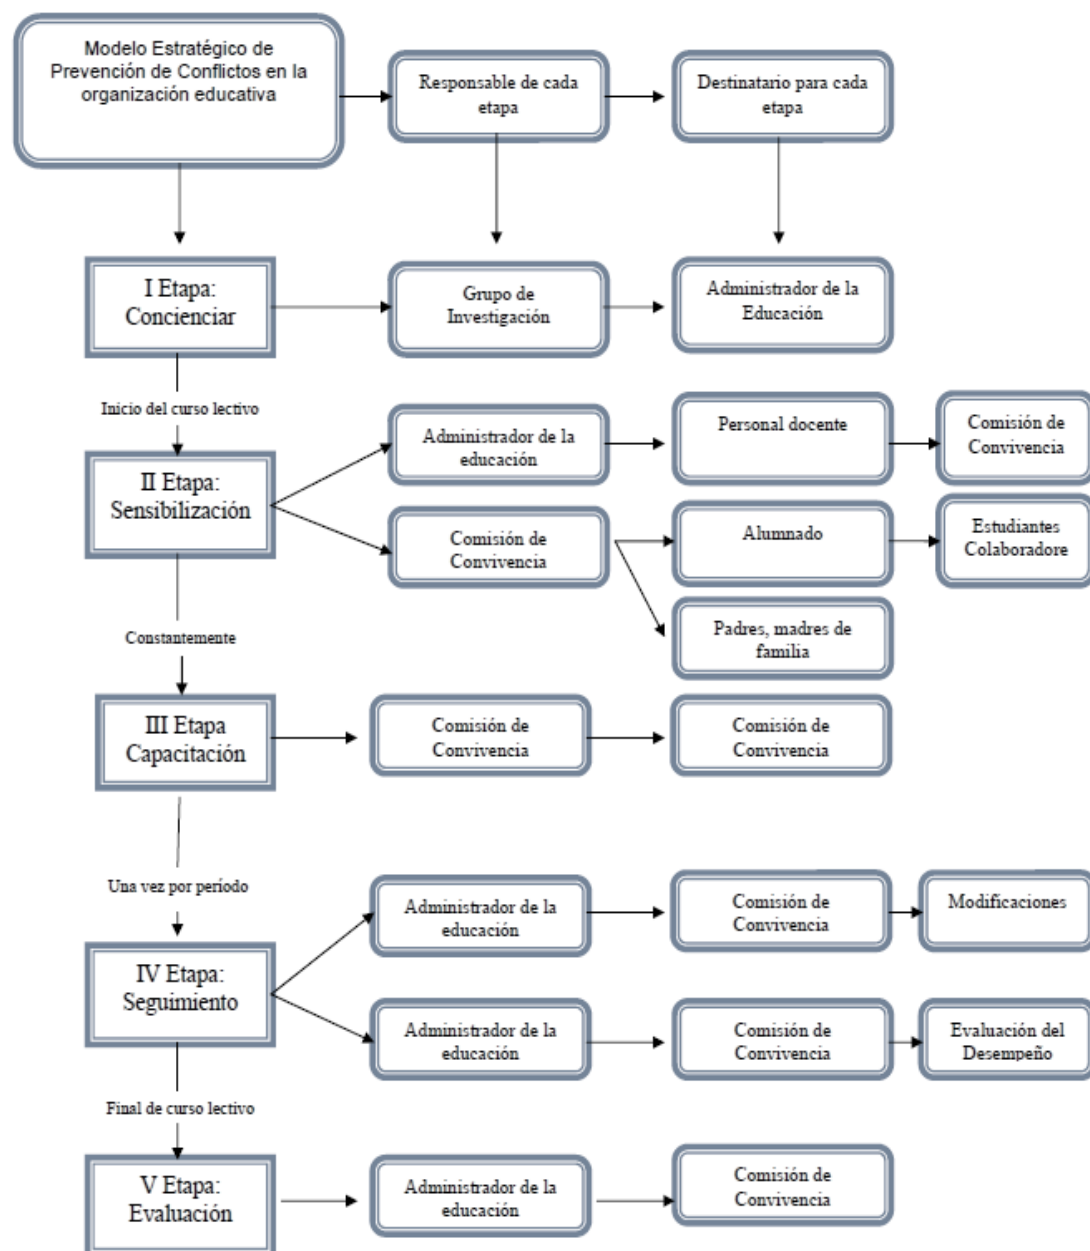 Modelo Estratégico de
Prevención de Conflictos en la
organización educativa
Responsable de cada
etapa
Destinatario para cada
etapa
I Etapa:
Concienciar
Grupo de
Investigación
Administrador de la
Educación
Inicio del curso lectivo
II Etapa:
Sensibilización
Administrador de la
educación
Personal docente
Comisión de
Convivencia
Comisión de
Convivencia
Alumnado
Estudiantes
Colaboradore
Padres, madres de
familia
Constantemente
III Etapa
Capacitación
Comisión de
Convivencia
Comisión de
Convivencia
Una vez por período
IV Etapa:
Seguimiento
Administrador de la
educación
Comisión de
Convivencia
Modificaciones
Administrador de la
educación
Comisión de
Convivencia
Evaluación del
Desempeño
Final de curso lectivo
V Etapa:
Evaluación
Administrador de la
educación
Comisión de
Convivencia